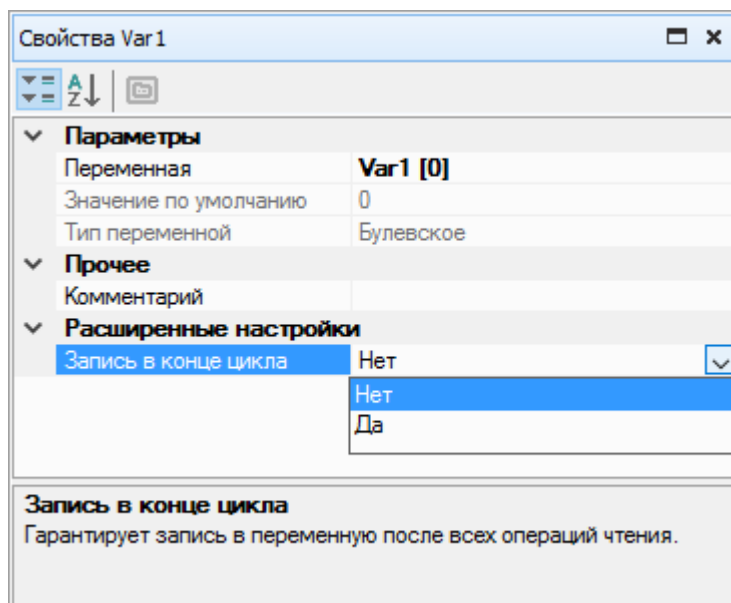 Свойства Var1
Параметры
Переменная Var1 [0]
Значение по умолчанию 0
Тип переменной Булевское
Прочее
Комментарий
Расширенные настройки
Запись в конце цикла Нет
Нет
Да
Запись в конце цикла
Гарантирует запись в переменную после всех операций чтения.